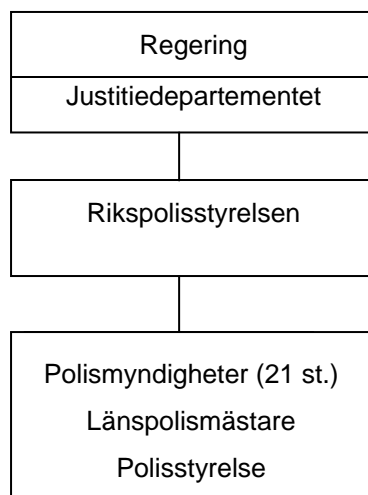 Regering
Justitiedepartementet
Rikspolisstyrelsen
Polismyndigheter (21 st.)
Länspolismästare
Polisstyrelse